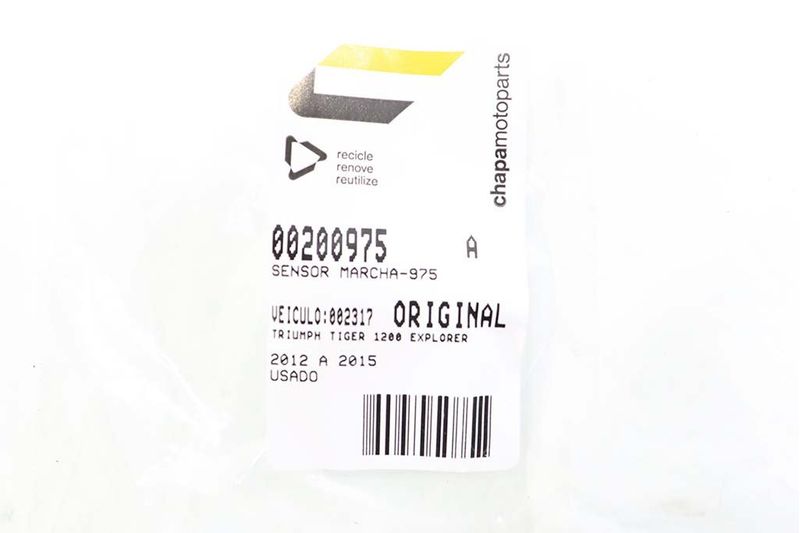 chapamotoparts
recicle
renove
reutilize
00200975 A
SENSOR MARCHA-975
VEICULO:002317 ORIGINAL
TRIUMPH TIGER 1200 EXPLORER
2012 A 2015
USADO